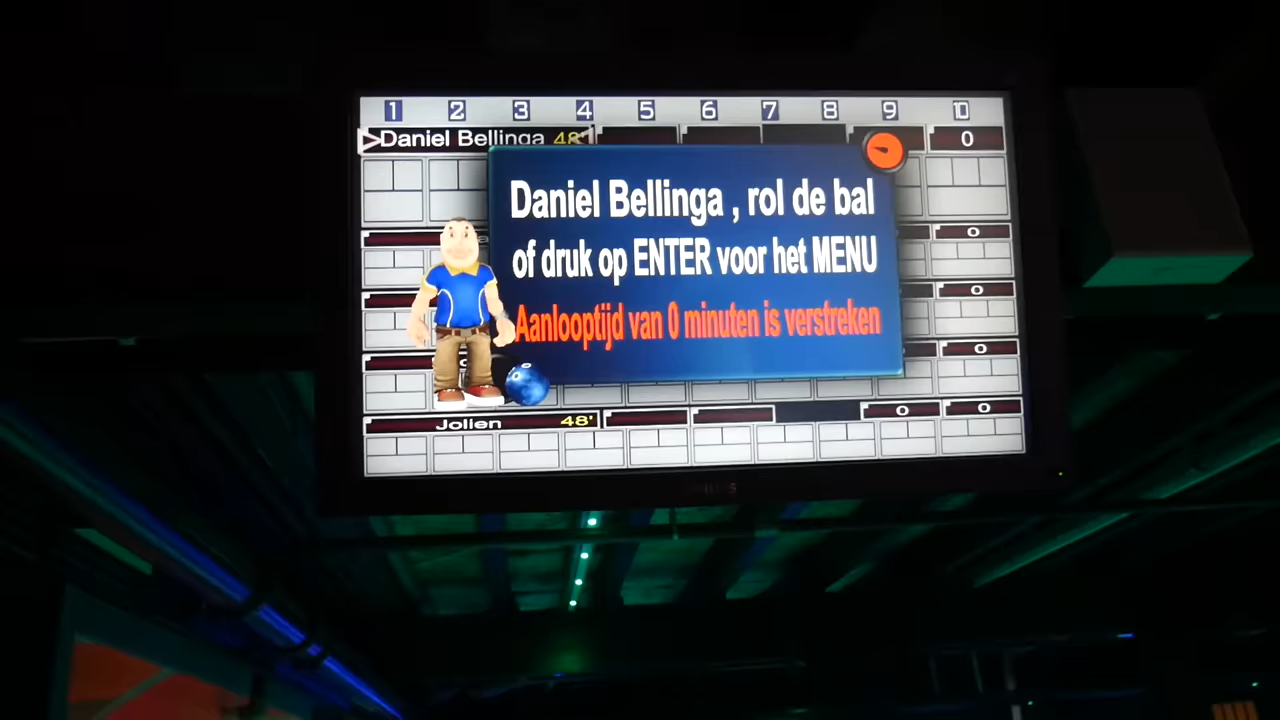 1 2 3 4 5 6 7 8 9 10
Daniel Bellinga 48' 0
Daniel Bellinga , rol de bal
of druk op ENTER voor het MENU
Aanlooptijd van 0 minuten is verstreken
0
0
0
Jolien 48' 0 0
PHILIPS